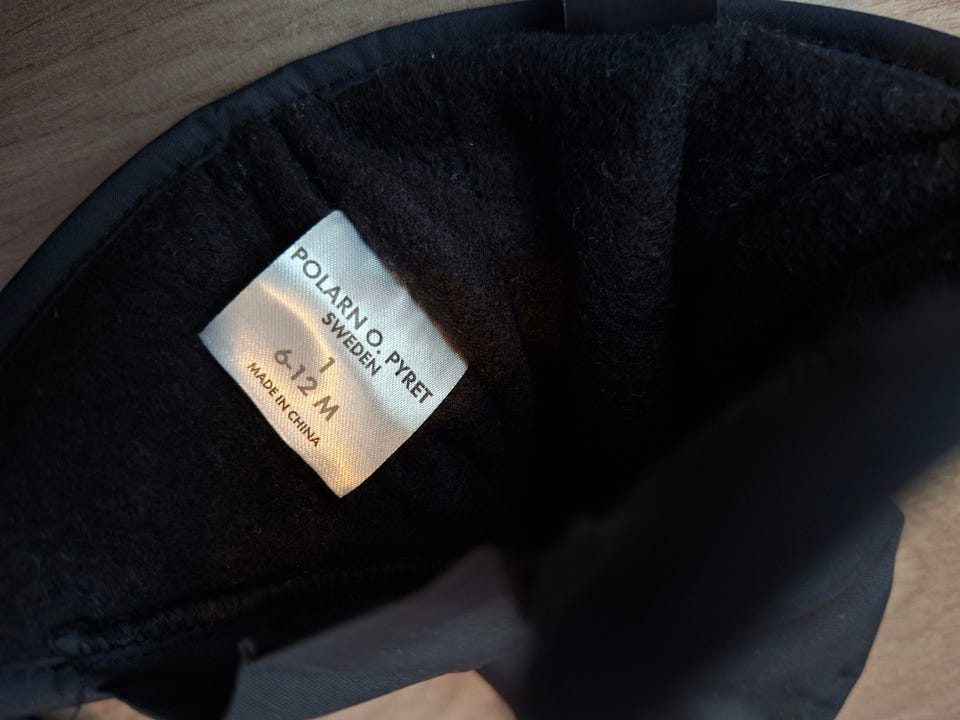 POLARN O. PYRET
SWEDEN
1
6-12 M
MADE IN CHINA